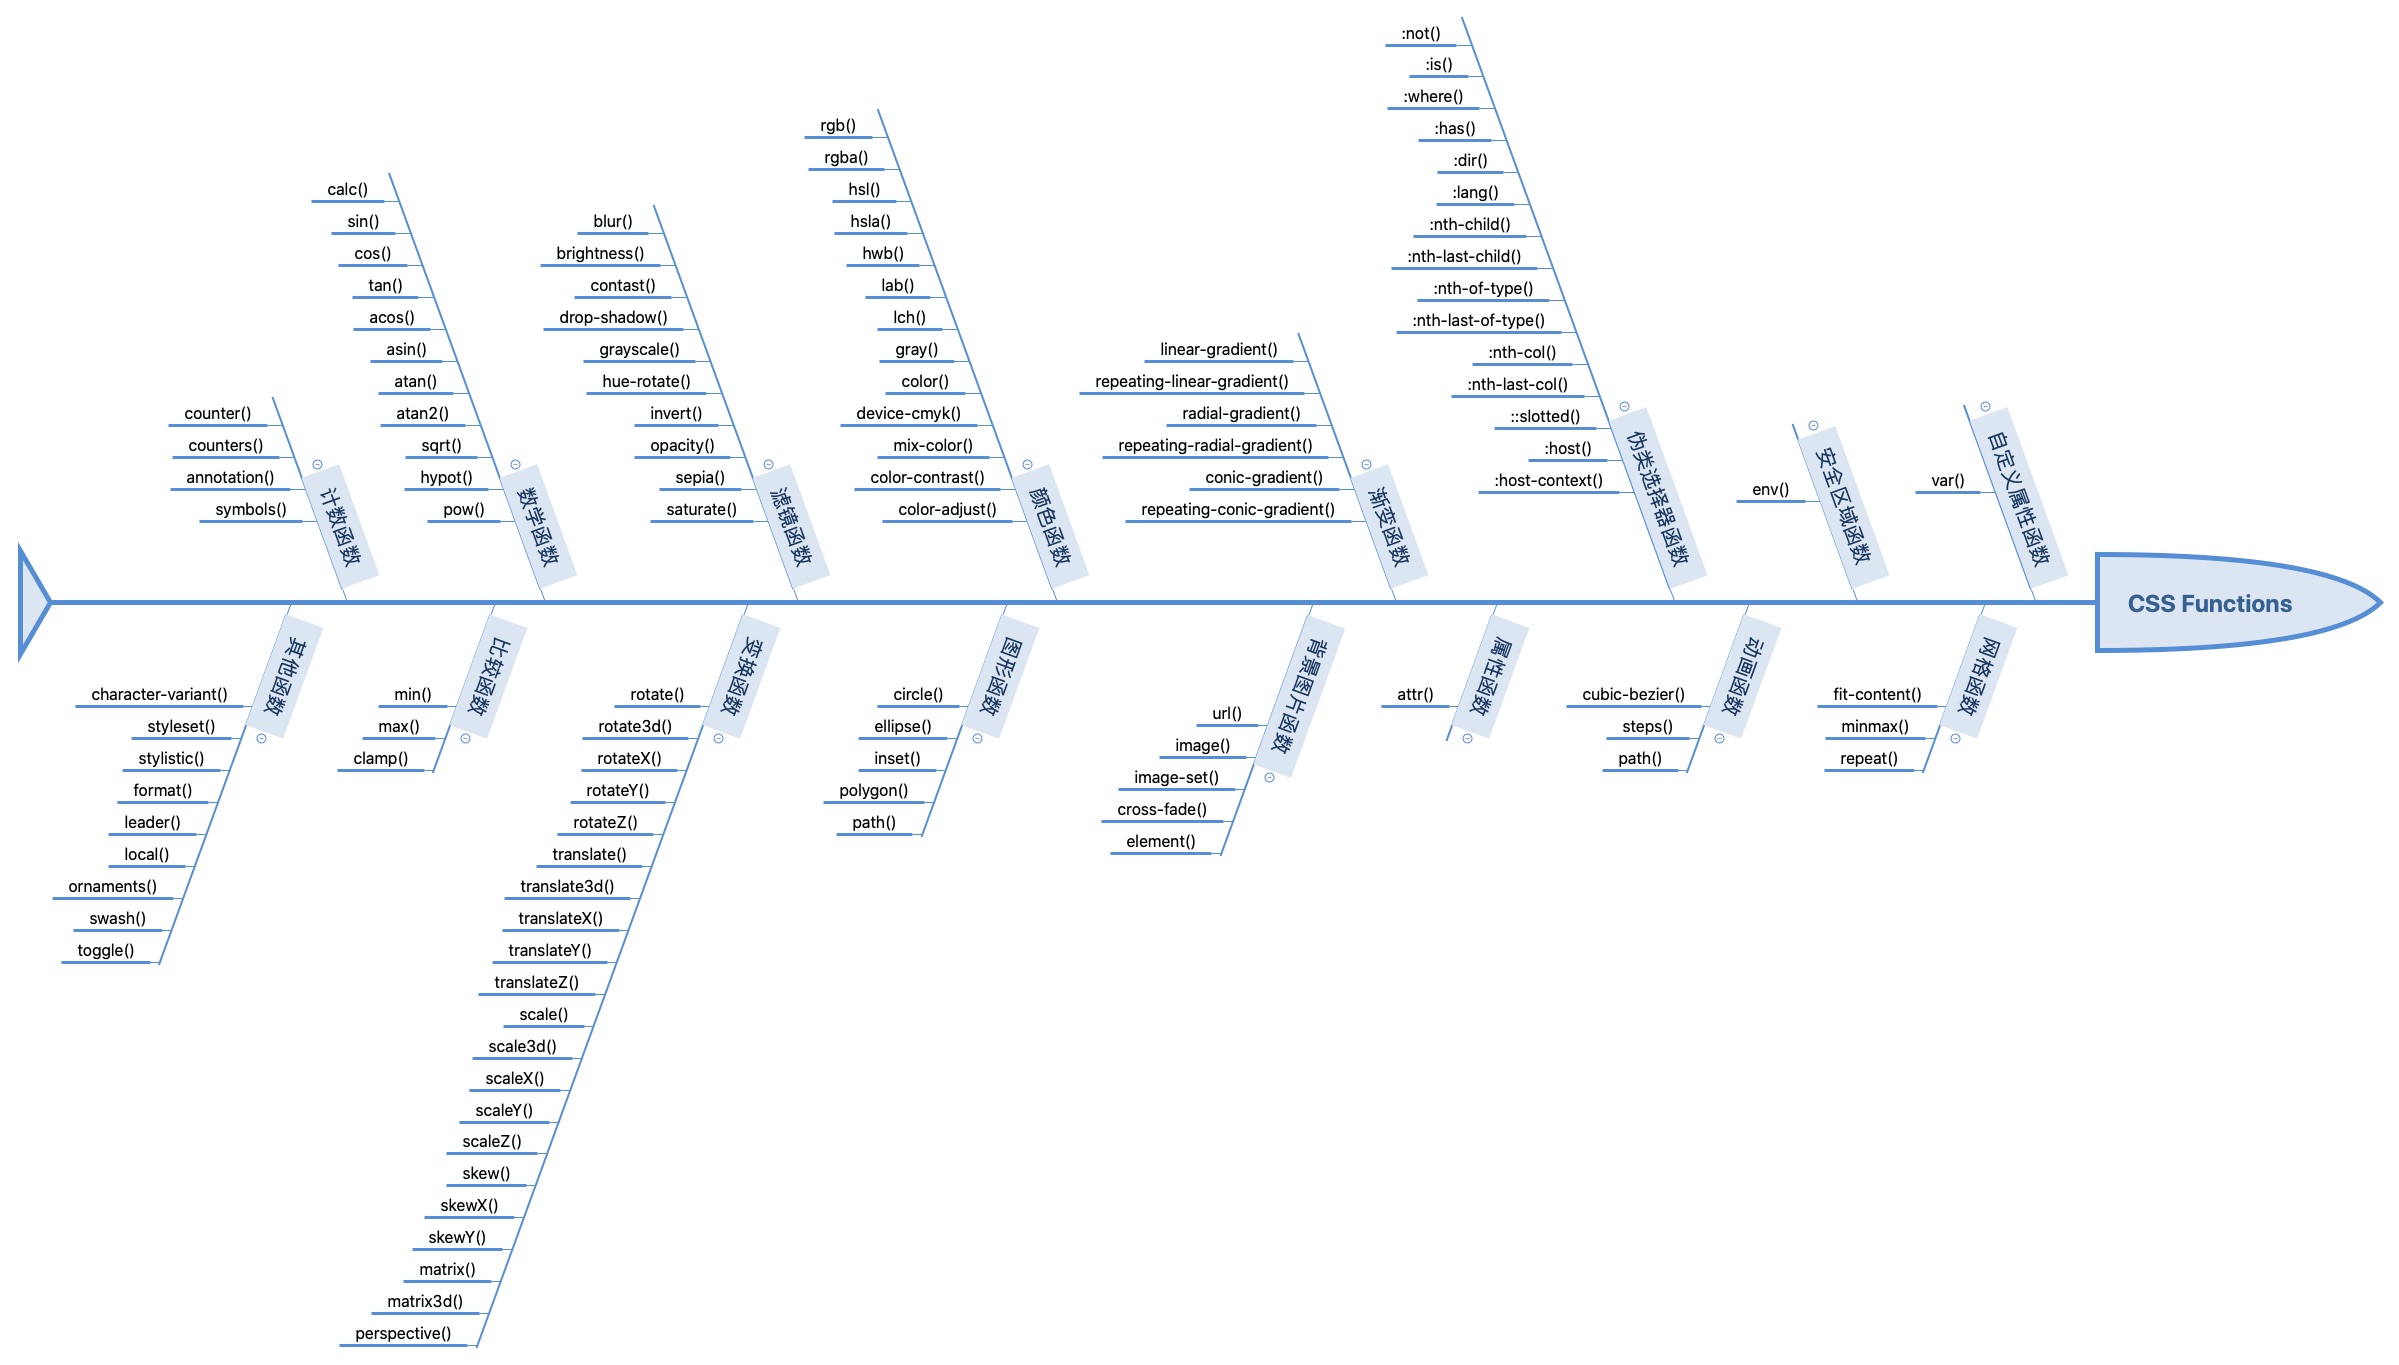 counter()
counters()
annotation()
symbols()
计数函数
calc()
sin()
cos()
tan()
acos()
asin()
atan()
atan2()
sqrt()
hypot()
pow()
数学函数
blur()
brightness()
contast()
drop-shadow()
grayscale()
hue-rotate()
invert()
opacity()
sepia()
saturate()
滤镜函数
rgb()
rgba()
hsl()
hsla()
hwb()
lab()
lch()
gray()
color()
device-cmyk()
mix-color()
color-contrast()
color-adjust()
颜色函数
linear-gradient()
repeating-linear-gradient()
radial-gradient()
repeating-radial-gradient()
conic-gradient()
repeating-conic-gradient()
渐变函数
:not()
:is()
:where()
:has()
:dir()
:lang()
:nth-child()
:nth-last-child()
:nth-of-type()
:nth-last-of-type()
:nth-col()
:nth-last-col()
::slotted()
:host()
:host-context()
伪类选择器函数
env()
安全区域函数
var()
自定义属性函数
CSS Functions
其他函数
character-variant()
styleset()
stylistic()
format()
leader()
local()
ornaments()
swash()
toggle()
比较函数
min()
max()
clamp()
变换函数
rotate()
rotate3d()
rotateX()
rotateY()
rotateZ()
translate()
translate3d()
translateX()
translateY()
translateZ()
scale()
scale3d()
scaleX()
scaleY()
scaleZ()
skew()
skewX()
skewY()
matrix()
matrix3d()
perspective()
图形函数
circle()
ellipse()
inset()
polygon()
path()
背景图片函数
url()
image()
image-set()
cross-fade()
element()
属性函数
attr()
动画函数
cubic-bezier()
steps()
path()
网格函数
fit-content()
minmax()
repeat()